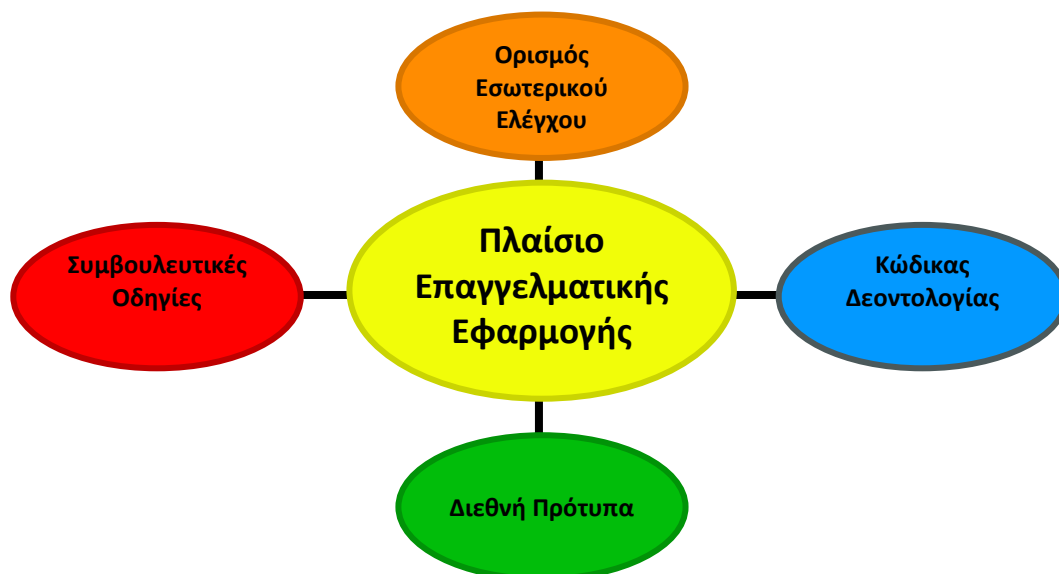 Ορισμός
Εσωτερικού
Ελέγχου
Συμβουλευτικές
Οδηγίες
Πλαίσιο
Επαγγελματικής
Εφαρμογής
Κώδικας
Δεοντολογίας
Διεθνή Πρότυπα